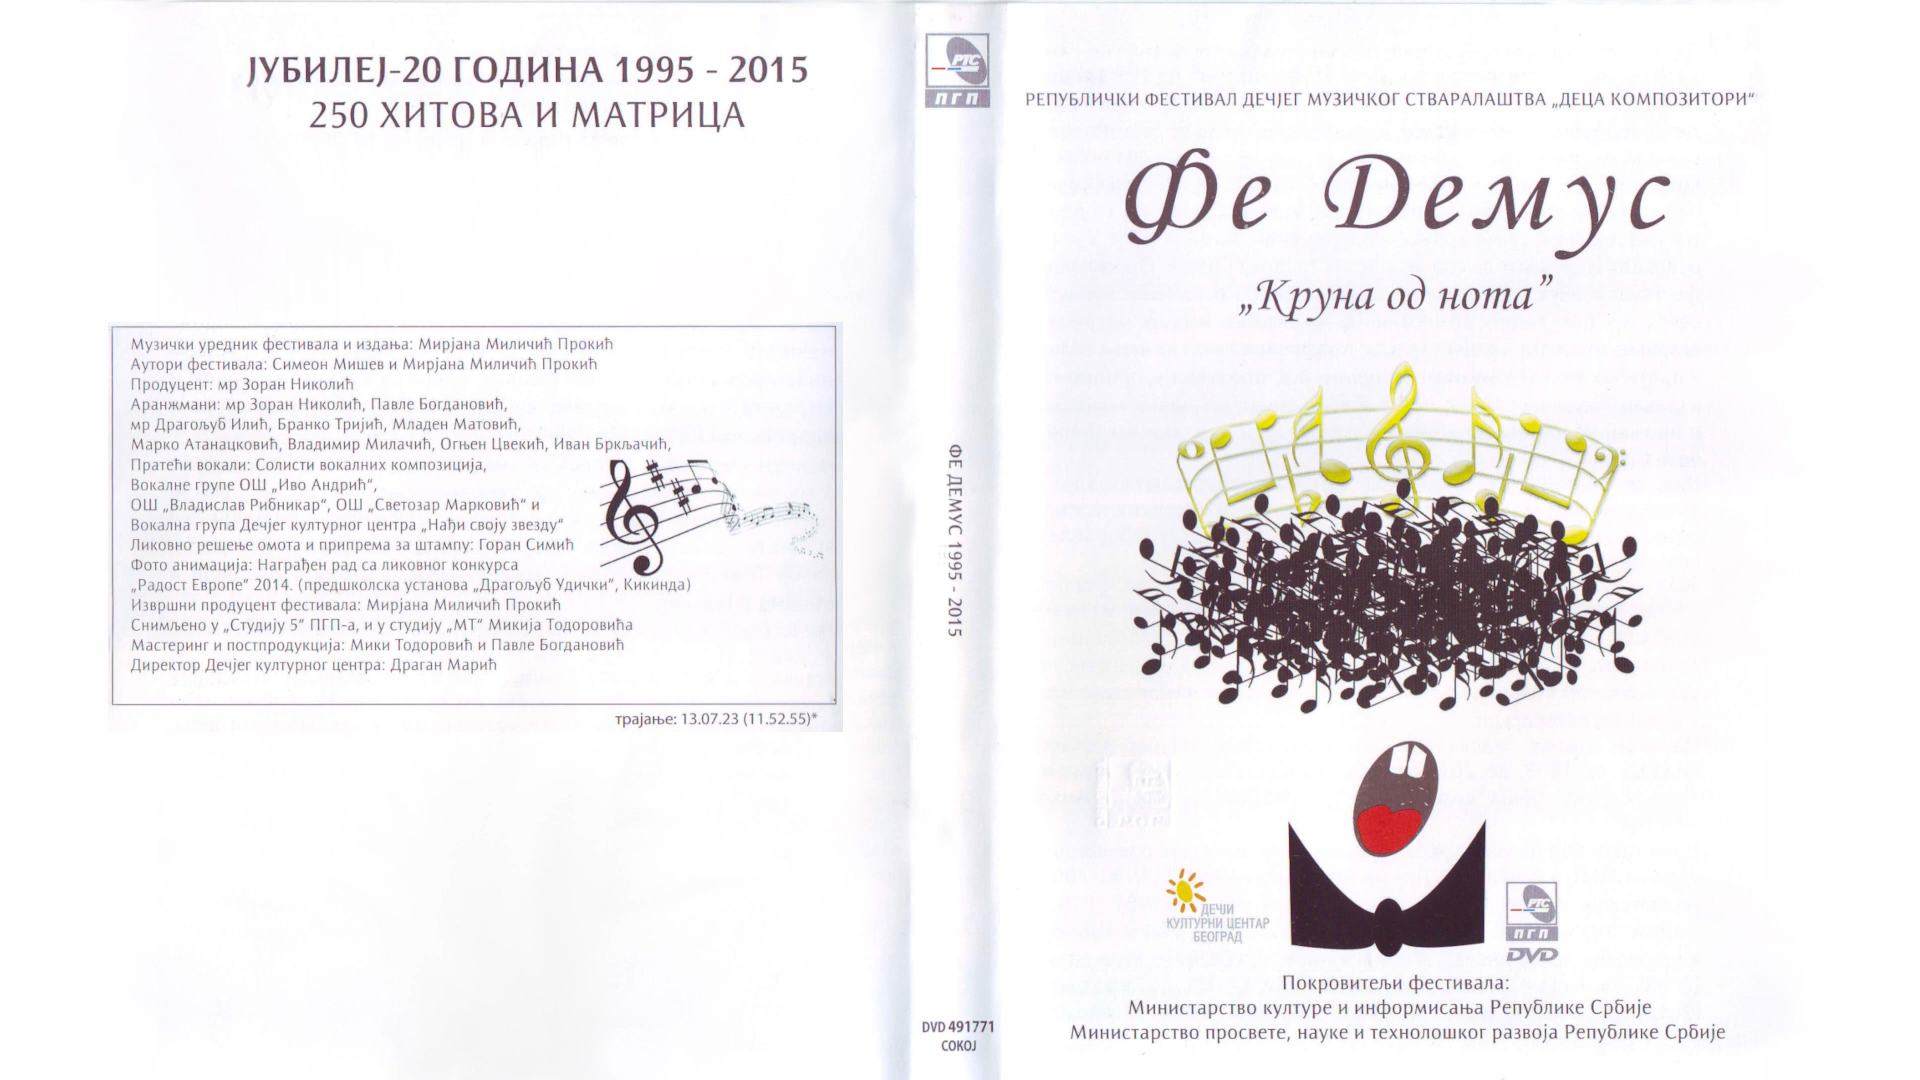 ЈУБИЛЕЈ-20 ГОДИНА 1995 - 2015
250 ХИТОВА И МАТРИЦА
Музички уредник фестивала и издања: Мирјана Миличић Прокић
Аутори фестивала: Симеон Мишев и Мирјана Миличић Прокић
Продуцент: мр Зоран Николић
Аранжмани: мр Зоран Николић, Павле Богдановић,
мр Драгољуб Илић, Бранко Тријић, Младен Матовић,
Марко Атанацковић, Владимир Милачић, Огњен Цвекић, Иван Бркљачић,
Пратећи вокали: Солисти вокалних композиција,
Вокалне групе ОШ „Иво Андрић“,
ОШ „Владислав Рибникар“, ОШ „Светозар Марковић“ и
Вокална група Дечјег културног центра „Нађи своју звезду“
Ликовно решење омота и припрема за штампу: Горан Симић
Фото анимација: Награђен рад са ликовног конкурса
„Радост Европе” 2014. (предшколска установа „Драгољуб Удички”, Кикинда)
Извршни продуцент фестивала: Мирјана Миличић Прокић
Снимљено у „Студију 5” ПГП-а, и у студију „МТ“ Микија Тодоровића
Мастеринг и постпродукција: Мики Тодоровић и Павле Богдановић
Директор Дечјег културног центра: Драган Марић
трајање: 13.07.23 (11.52.55)*
РТС
ПГП
ФЕ ДЕМУС 1995 - 2015
DVD 491771
СОКОЈ
РЕПУБЛИЧКИ ФЕСТИВАЛ ДЕЧЈЕГ МУЗИЧКОГ СТВАРАЛАШТВА „ДЕЦА КОМПОЗИТОРИ“
Фе Демус
„Круна од нота”
ДЕЧЈИ
КУЛТУРНИ ЦЕНТАР
БЕОГРАД
РТС
ПГП
DVD
Покровитељи фестивала:
Министарство културе и информисања Републике Србије
Министарство просвете, науке и технолошког развоја Републике Србије